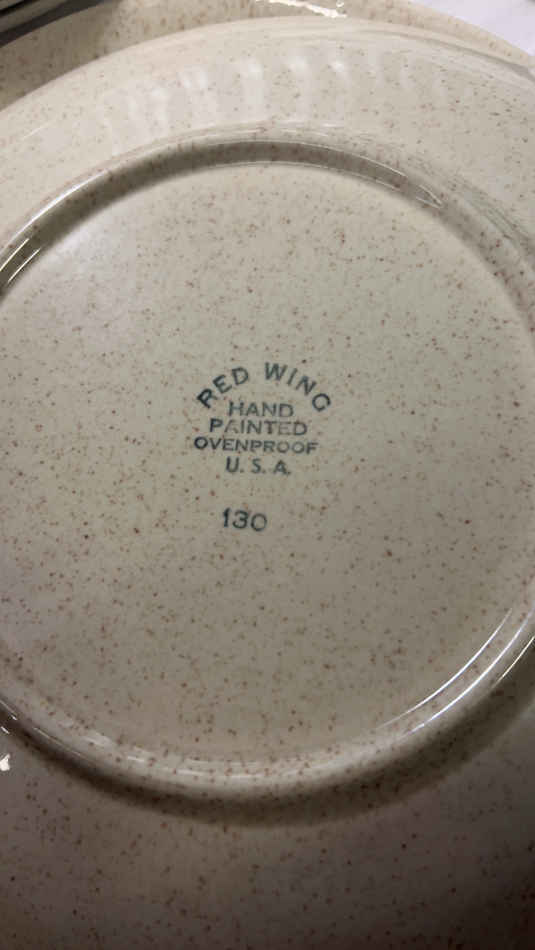 RED WING
HAND
PAINTED
OVENPROOF
U.S.A.
130